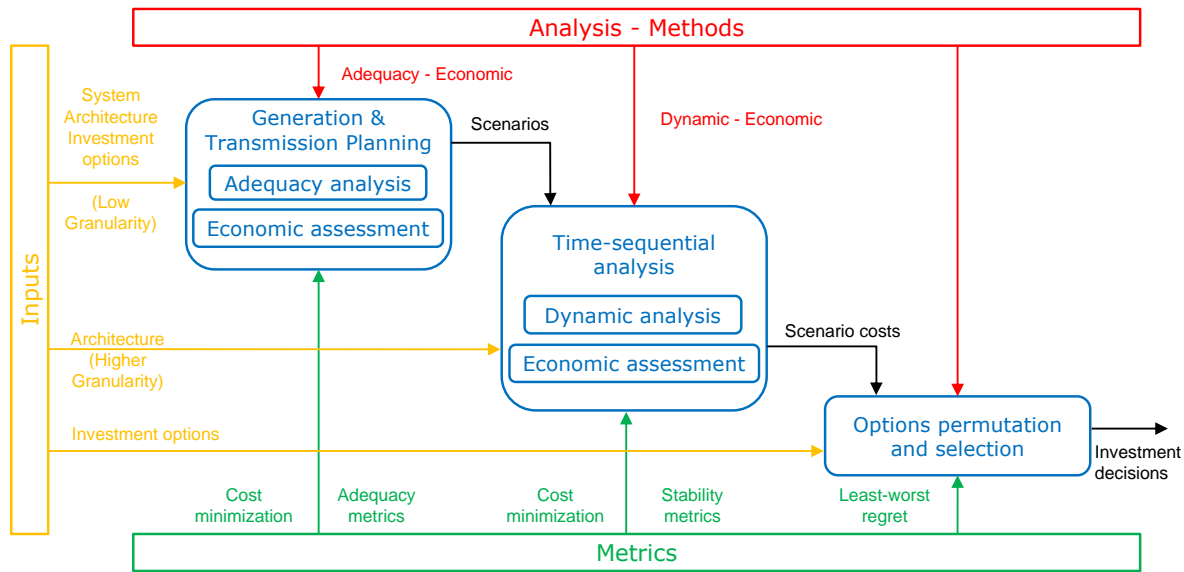 Analysis - Methods
Inputs
System
Architecture
Investment
options
(Low
Granularity)
Adequacy - Economic
Generation &
Transmission Planning
Adequacy analysis
Economic assessment
Scenarios
Dynamic - Economic
Time-sequential
analysis
Dynamic analysis
Economic assessment
Architecture
(Higher
Granularity)
Scenario costs
Investment options
Options permutation
and selection
Investment
decisions
Cost
minimization
Adequacy
metrics
Cost
minimization
Stability
metrics
Least-worst
regret
Metrics